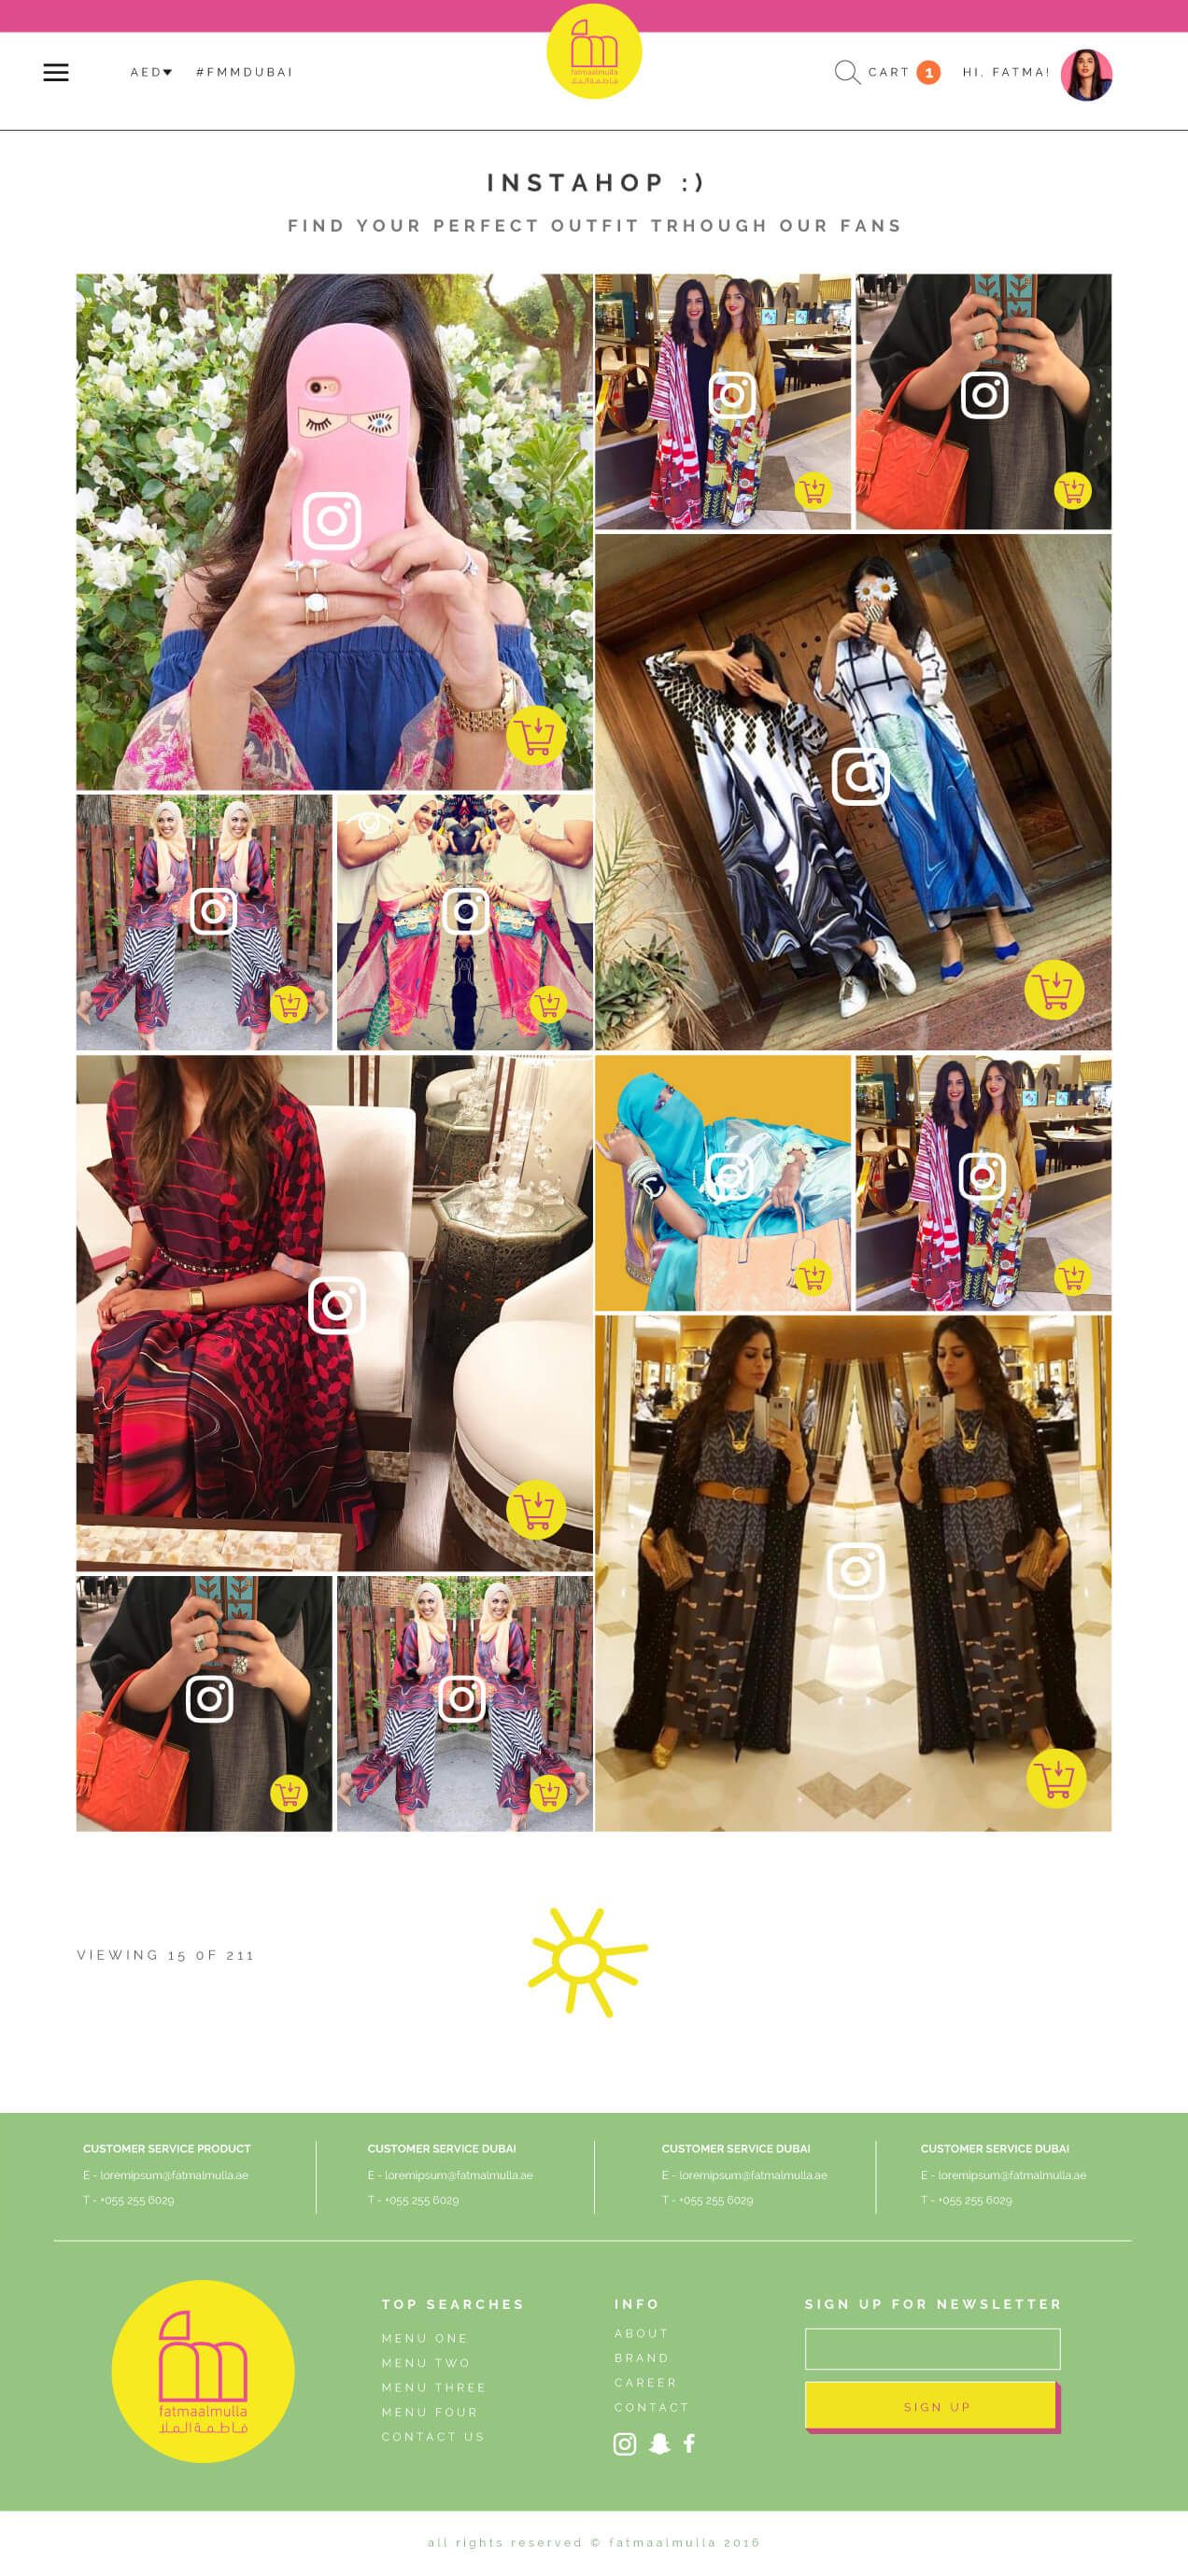 fatmaalmulla
فاطمة الملا
AED #FMMDUBAI
CART 1 HI, FATMA!
INSTAHOP :)
FIND YOUR PERFECT OUTFIT TRHOUGH OUR FANS
VIEWING 15 OF 211
CUSTOMER SERVICE PRODUCT
E - loremipsum@fatmalmulla.ae
T - +055 255 6029
CUSTOMER SERVICE DUBAI
E - loremipsum@fatmalmulla.ae
T - +055 255 6029
CUSTOMER SERVICE DUBAI
E - loremipsum@fatmalmulla.ae
T - +055 255 6029
CUSTOMER SERVICE DUBAI
E - loremipsum@fatmalmulla.ae
T - +055 255 6029
fatmaalmulla
فاطمة الملا
TOP SEARCHES
MENU ONE
MENU TWO
MENU THREE
MENU FOUR
CONTACT US
INFO
ABOUT
BRAND
CAREER
CONTACT
SIGN UP FOR NEWSLETTER
SIGN UP
all rights reserved © fatmaalmulla 2016